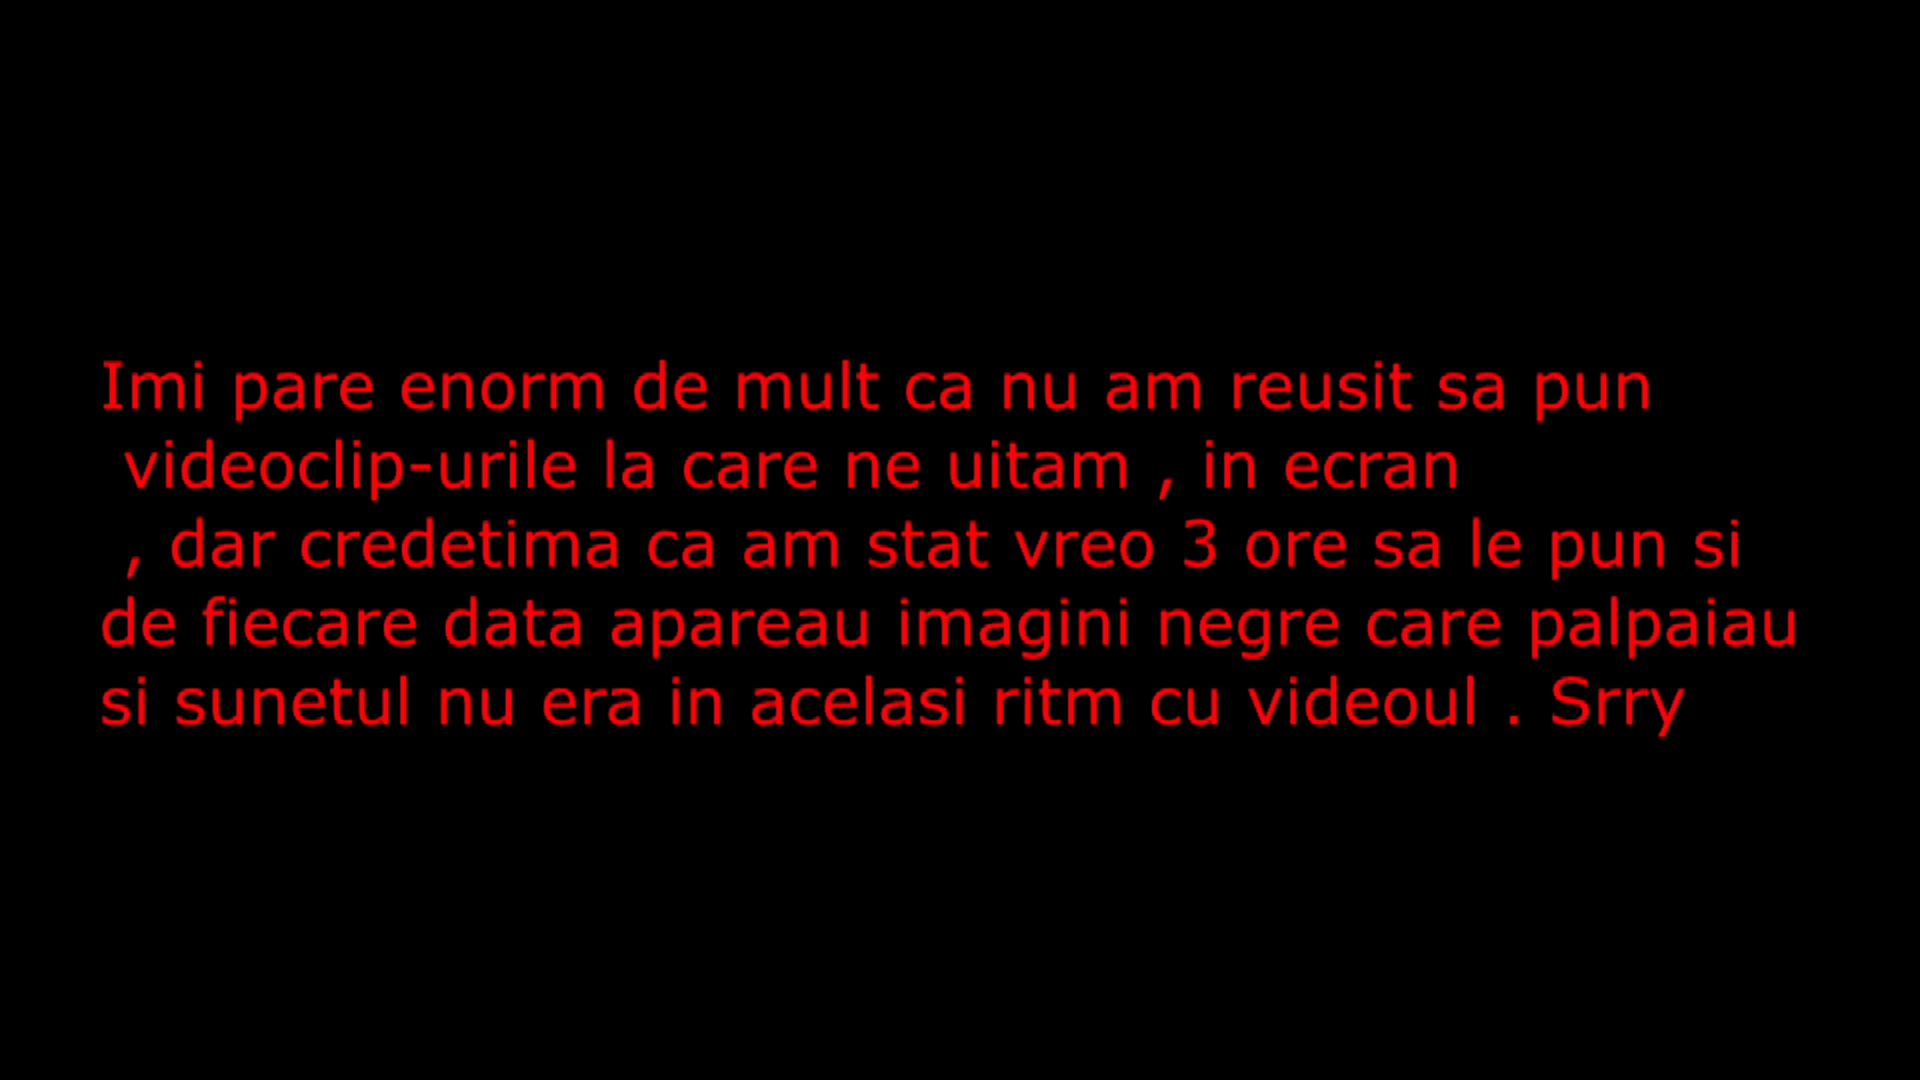 Imi pare enorm de mult ca nu am reusit sa pun
videoclip-urile la care ne uitam , in ecran
, dar credetima ca am stat vreo 3 ore sa le pun si
de fiecare data apareau imagini negre care palpaiau
si sunetul nu era in acelasi ritm cu videoul . Srry